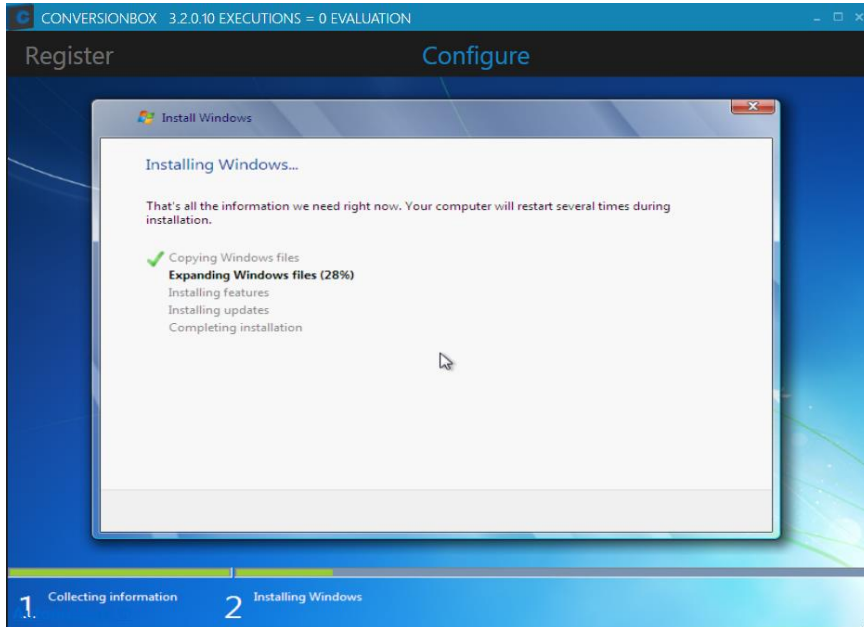 CONVERSIONBOX 3.2.0.10 EXECUTIONS = 0 EVALUATION
Register
Configure
Install Windows
Installing Windows...
That's all the information we need right now. Your computer will restart several times during
installation.
Copying Windows files
Expanding Windows files (28%)
Installing features
Installing updates
Completing installation
1 Collecting information
2 Installing Windows